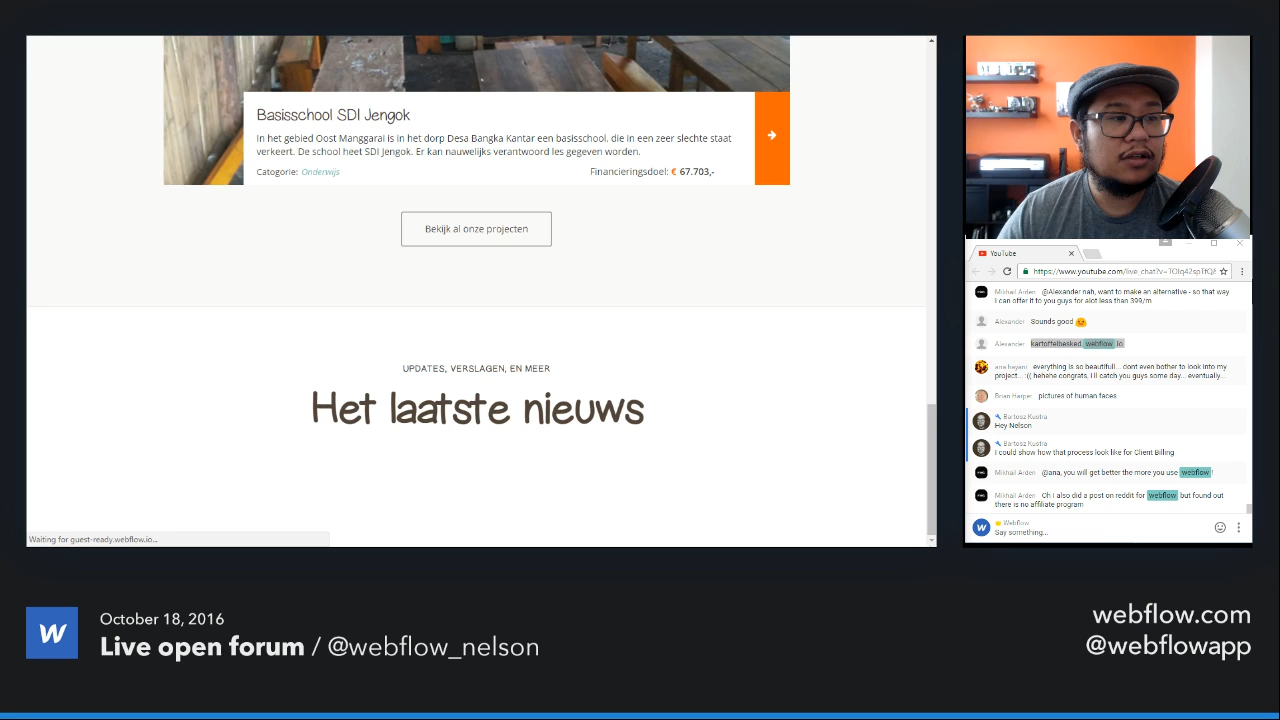 Basisschool SDI Jengok
In het gebied Oost Manggarai is in het dorp Desa Bangka Kantar een basisschool, die in een zeer slechte staat
verkeert. De school heet SDI Jengok. Er kan nauwelijks verantwoord les gegeven worden.
Catogorie: Onderwijs
Financieringsdoel: € 67.703,-
Bekijk al onze projecten
UPDATES, VERSLAGEN, EN MEER
Het laatste nieuws
Waiting for guest-ready.webflow.io...
YouTube
Mikhail Arden @Alexander nah, want to make an alternative - so that way
I can offer it to you guys for alot less than 399/m
Alexander Sounds good
Alexander kartoffelbesked.webflow.io
ana hayani everything is so beautifull... dont even bother to look into my
project... :(( hehehe congrats, I ll catch you guys some day... eventually...
Brian Harper pictures of human faces
Bartosz Kustra
Hey Nelson
Bartosz Kustra
I could show how that process look like for Client Billing
Mikhail Arden @ana, you will get better the more you use webflow !
Mikhail Arden Oh I also did a post on reddit for webflow but found out
there is no affiliate program
W Webflow
Say something...
W October 18, 2016
Live open forum / @webflow_nelson
webflow.com
@webflowapp